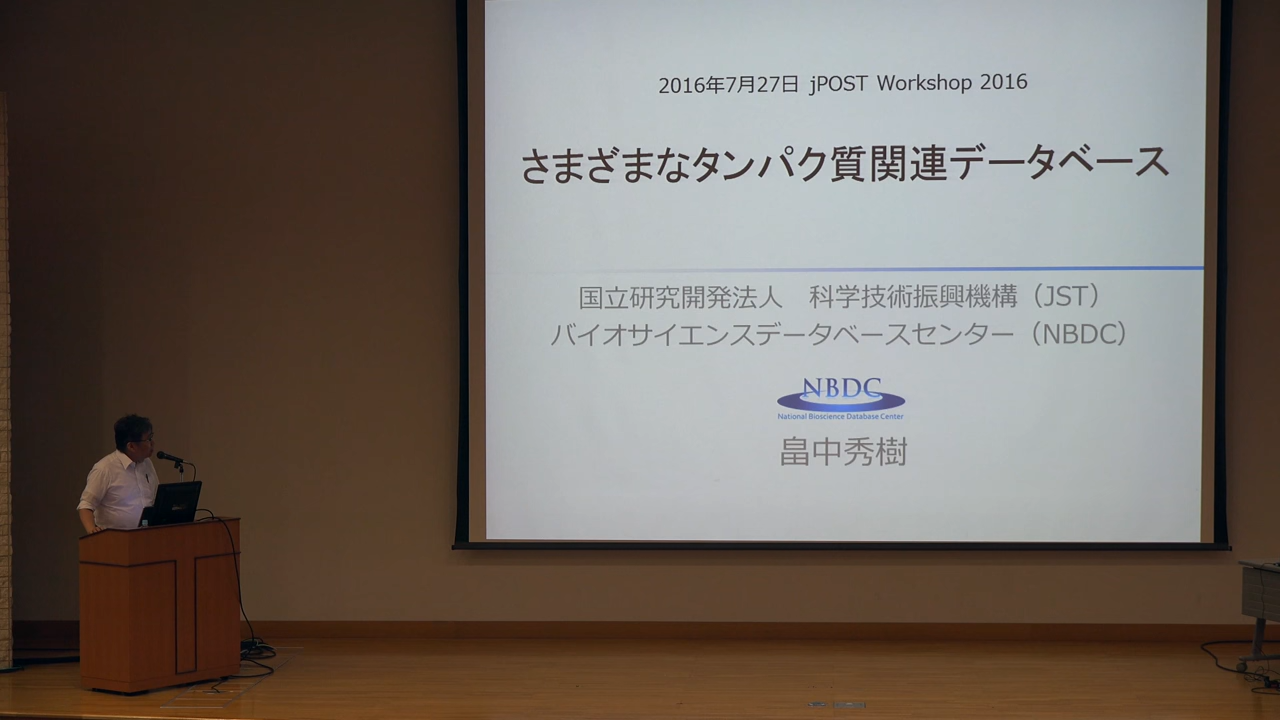 2016年7月27日 jPOST Workshop 2016
さまざまなタンパク質関連データベース
国立研究開発法人　科学技術振興機構（JST）
バイオサイエンスデータベースセンター（NBDC）
NBDC
National Bioscience Database Center
畠中秀樹